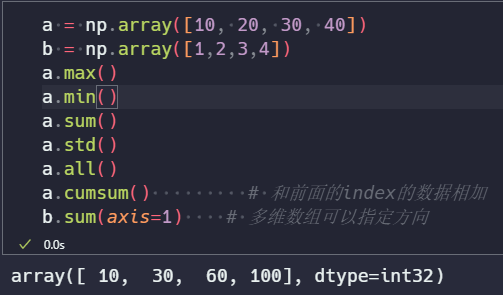 a = np.array([10, 20, 30, 40])
b = np.array([1,2,3,4])
a.max()
a.min()
a.sum()
a.std()
a.all()
a.cumsum()         # 和前面的index的数据相加
b.sum(axis=1)    # 多维数组可以指定方向
0.0s
array([ 10,  30,  60, 100], dtype=int32)